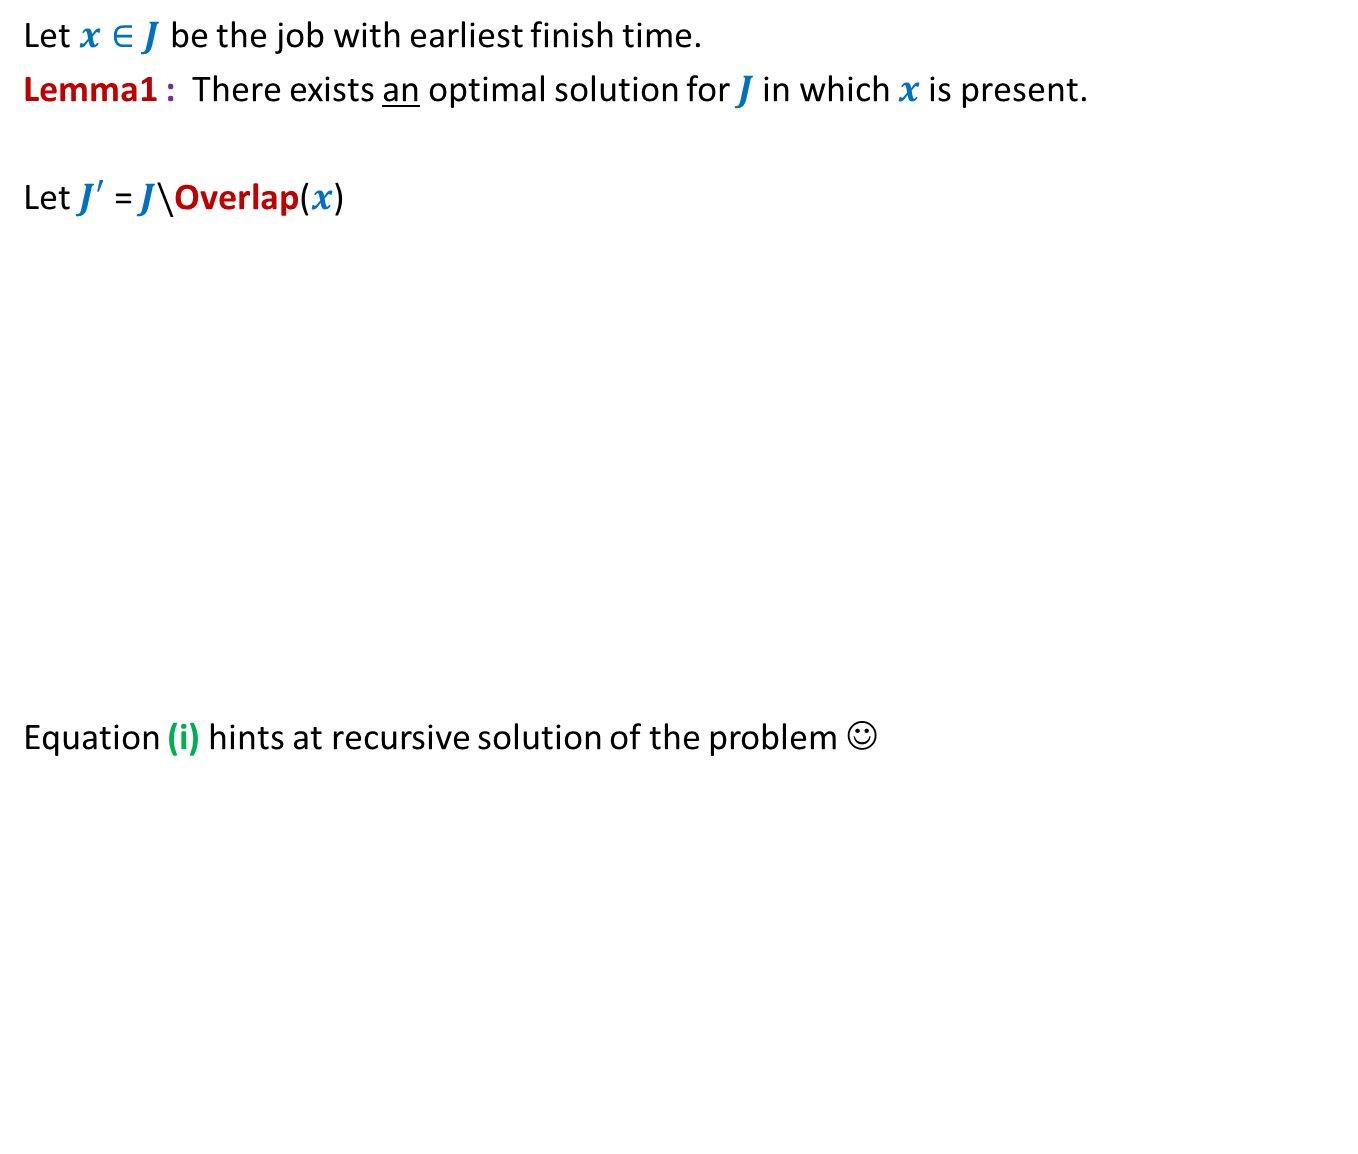 Let 𝒙 ∈ 𝑱 be the job with earliest finish time.
Lemma1 : There exists an optimal solution for 𝑱 in which 𝒙 is present.
Let 𝑱′ = 𝑱\Overlap(𝒙)
Equation (i) hints at recursive solution of the problem ☺